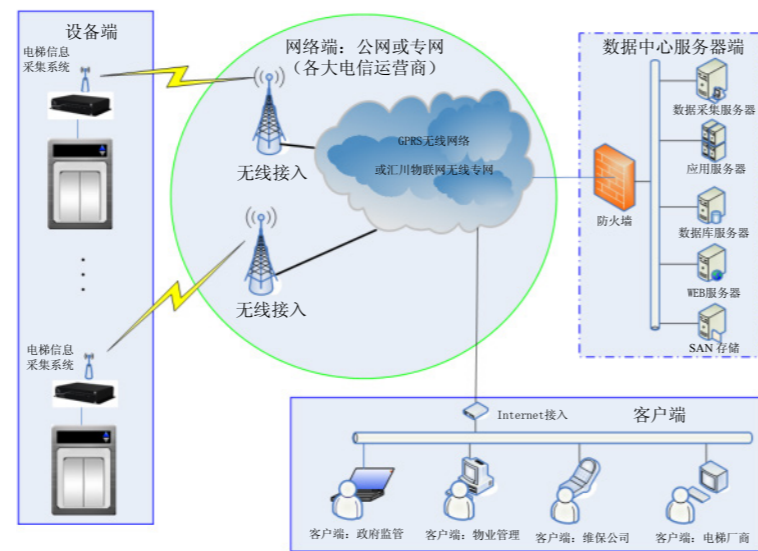 设备端
电梯信息
采集系统
电梯信息
采集系统
网络端：公网或专网
（各大电信运营商）
无线接入
无线接入
GPRS无线网络
或汇川物联网无线专网
数据中心服务器端
数据采集服务器
应用服务器
防火墙
数据库服务器
WEB服务器
SAN 存储
Internet接入
客户端
客户端：政府监管
客户端：物业管理
客户端：维保公司
客户端：电梯厂商